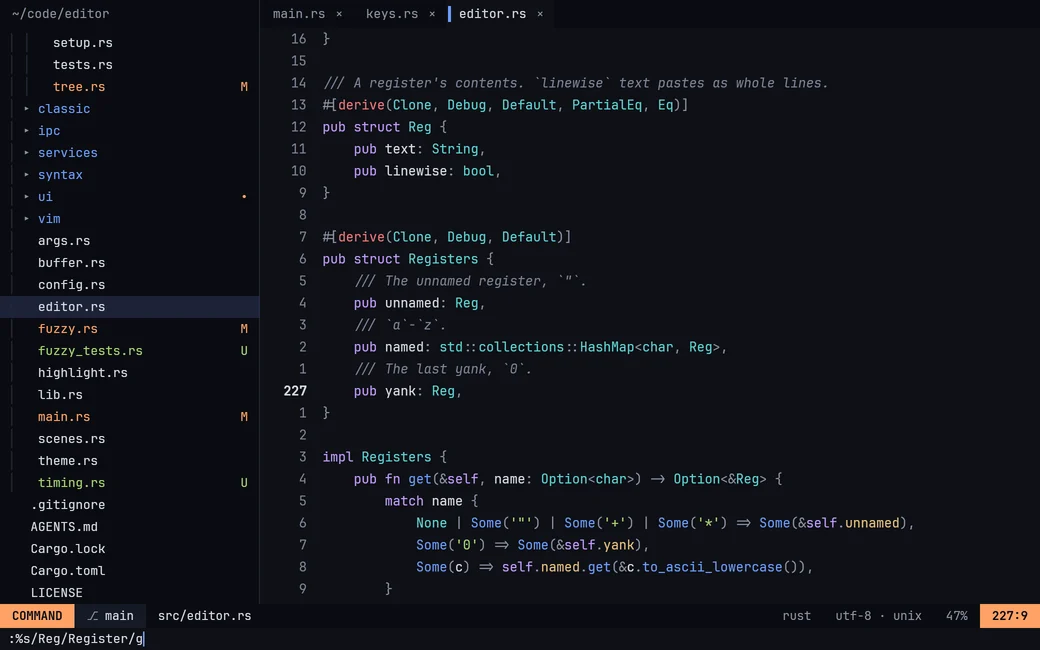 ~/code/editor
main.rs × keys.rs × editor.rs ×
setup.rs
tests.rs
tree.rs M
▸ classic
▸ ipc
▸ services
▸ syntax
▸ ui •
▸ vim
args.rs
buffer.rs
config.rs
editor.rs
fuzzy.rs M
fuzzy_tests.rs U
highlight.rs
lib.rs
main.rs M
scenes.rs
theme.rs
timing.rs U
.gitignore
AGENTS.md
Cargo.lock
Cargo.toml
LICENSE
16 }
15
14 /// A register's contents. `linewise` text pastes as whole lines.
13 #[derive(Clone, Debug, Default, PartialEq, Eq)]
12 pub struct Reg {
11     pub text: String,
10     pub linewise: bool,
9 }
8
7 #[derive(Clone, Debug, Default)]
6 pub struct Registers {
5     /// The unnamed register, `"`.
4     pub unnamed: Reg,
3     /// `a`-`z`.
2     pub named: std::collections::HashMap<char, Reg>,
1     /// The last yank, `0`.
227     pub yank: Reg,
1 }
2
3 impl Registers {
4     pub fn get(&self, name: Option<char>) -> Option<&Reg> {
5         match name {
6             None | Some('"') | Some('+') | Some('*') => Some(&self.unnamed),
7             Some('0') => Some(&self.yank),
8             Some(c) => self.named.get(&c.to_ascii_lowercase()),
9         }
COMMAND main src/editor.rs rust utf-8 · unix 47% 227:9
:%s/Reg/Register/g